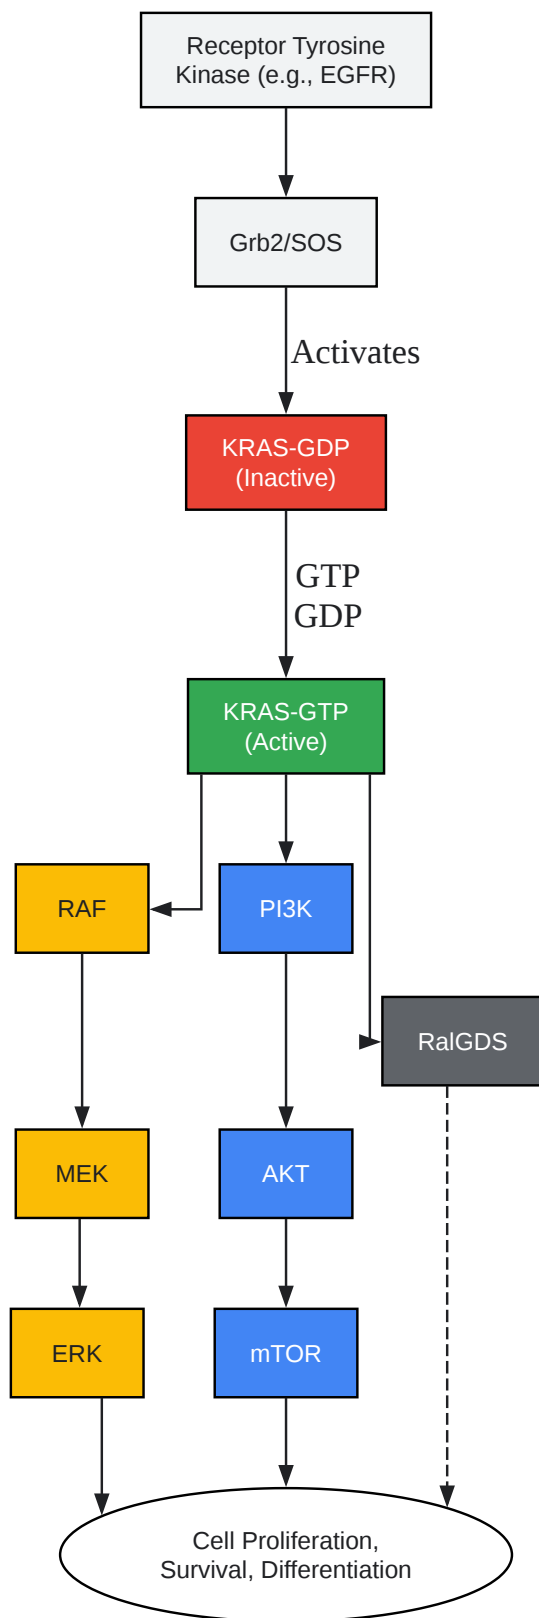 Receptor Tyrosine
Kinase (e.g., EGFR)
Grb2/SOS
Activates
KRAS-GDP
(Inactive)
GTP
GDP
KRAS-GTP
(Active)
RAF
PI3K
RalGDS
MEK
AKT
ERK
mTOR
Cell Proliferation,
Survival, Differentiation